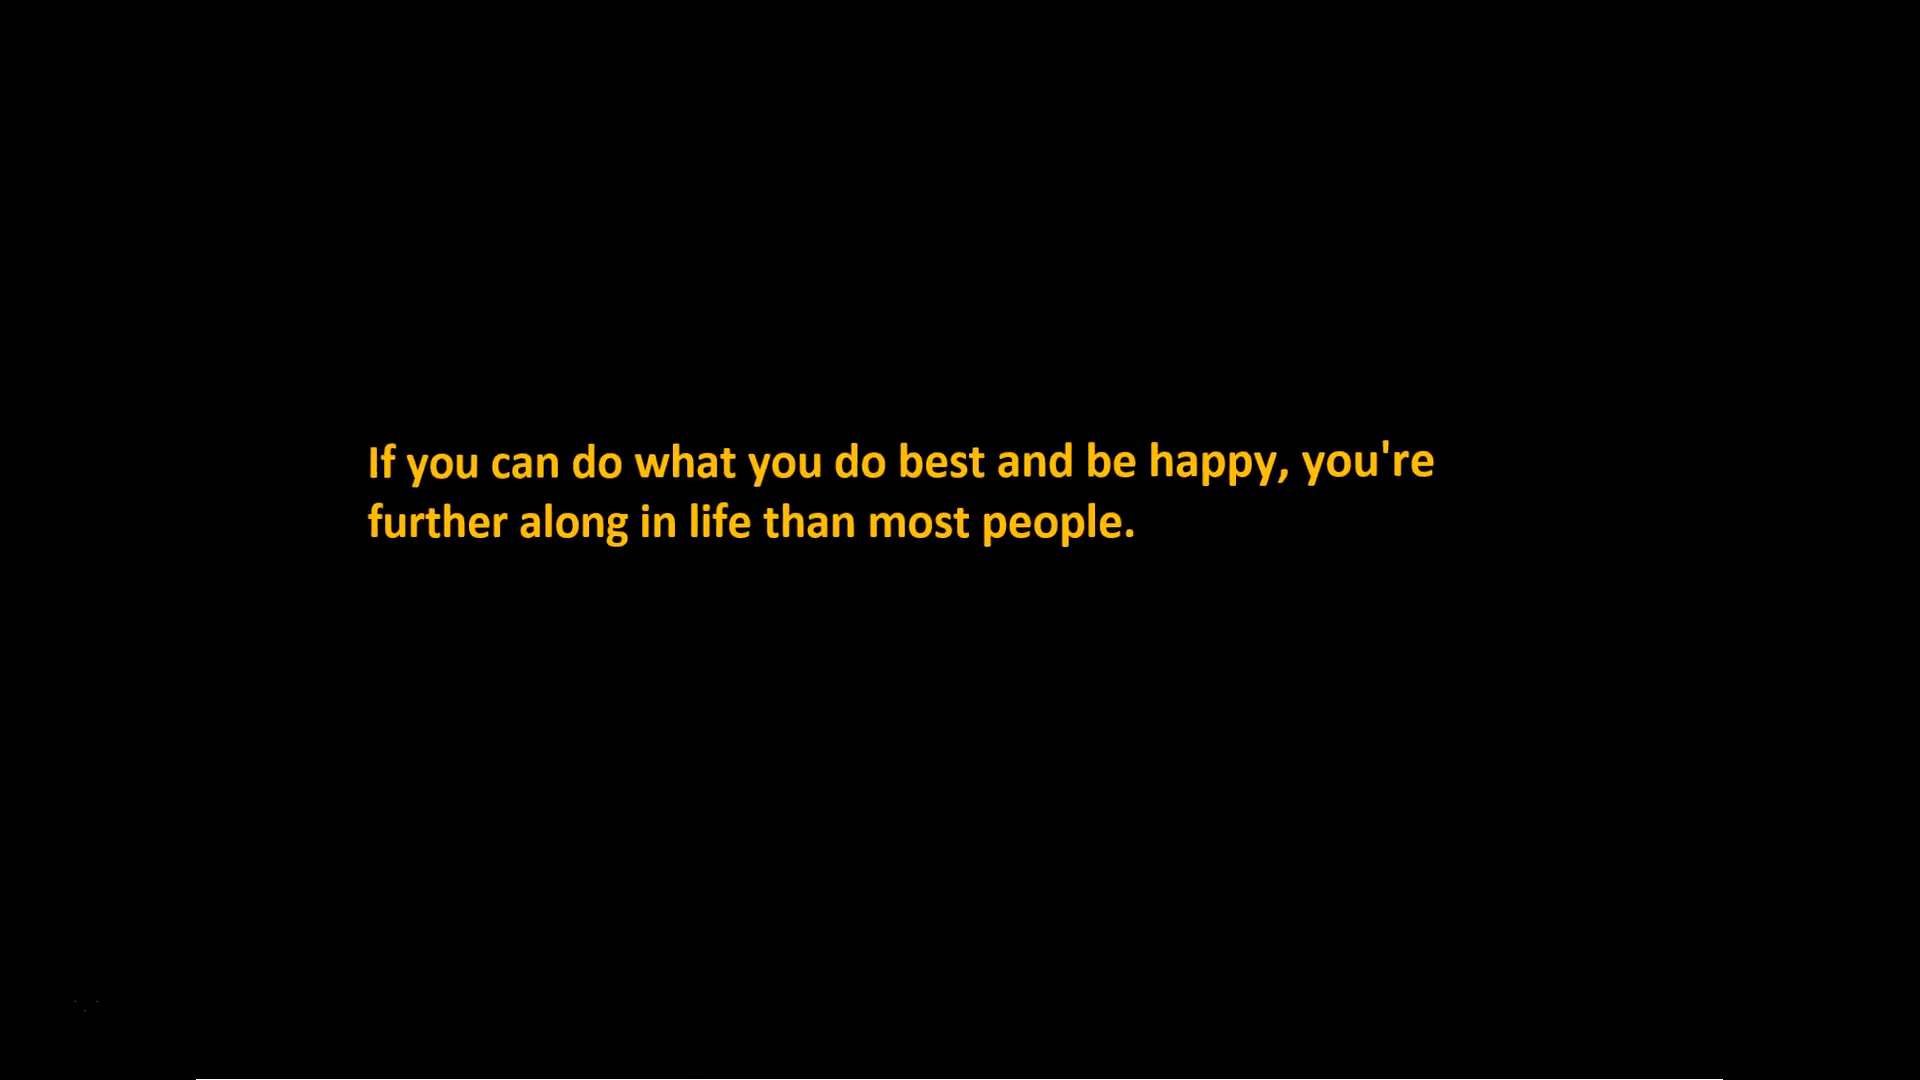 If you can do what you do best and be happy, you're
further along in life than most people.